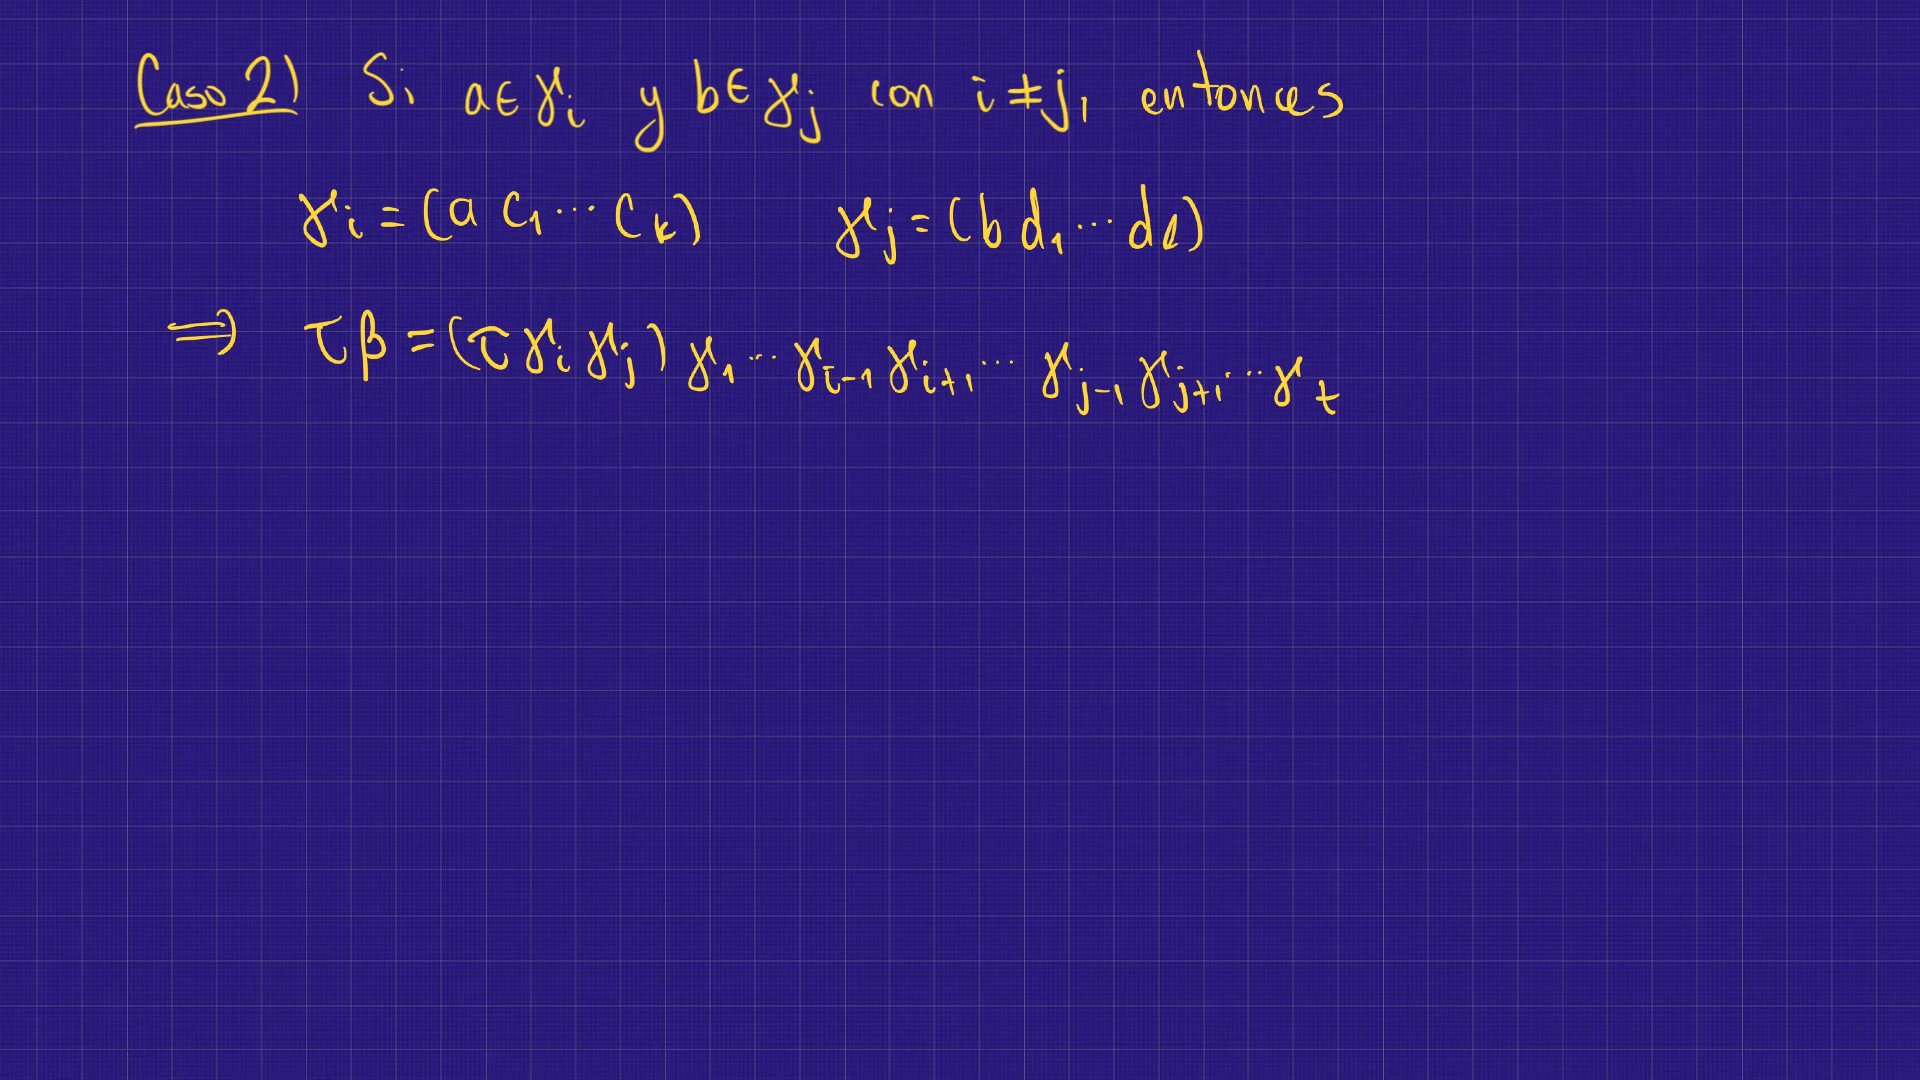 Caso 2) Si a∈γᵢ y b∈γⱼ con i≠j, entonces
γᵢ = (a c₁ ⋯ cₖ) γⱼ = (b d₁ ⋯ dₗ)
⇒ τβ = (τ γᵢ γⱼ) γ₁ ⋯ γᵢ₋₁ γᵢ₊₁ ⋯ γⱼ₋₁ γⱼ₊₁ ⋯ γₜ